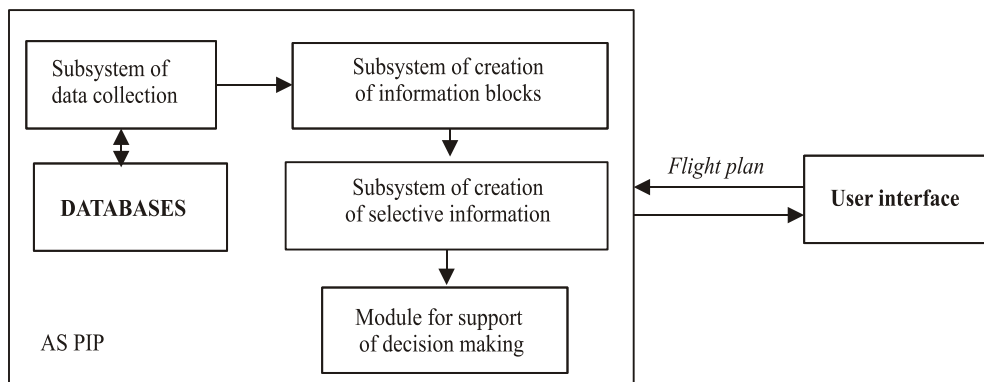 Subsystem of
data collection
Subsystem of creation
of information blocks
DATABASES
Subsystem of creation
of selective information
Module for support
of decision making
AS PIP
Flight plan
User interface